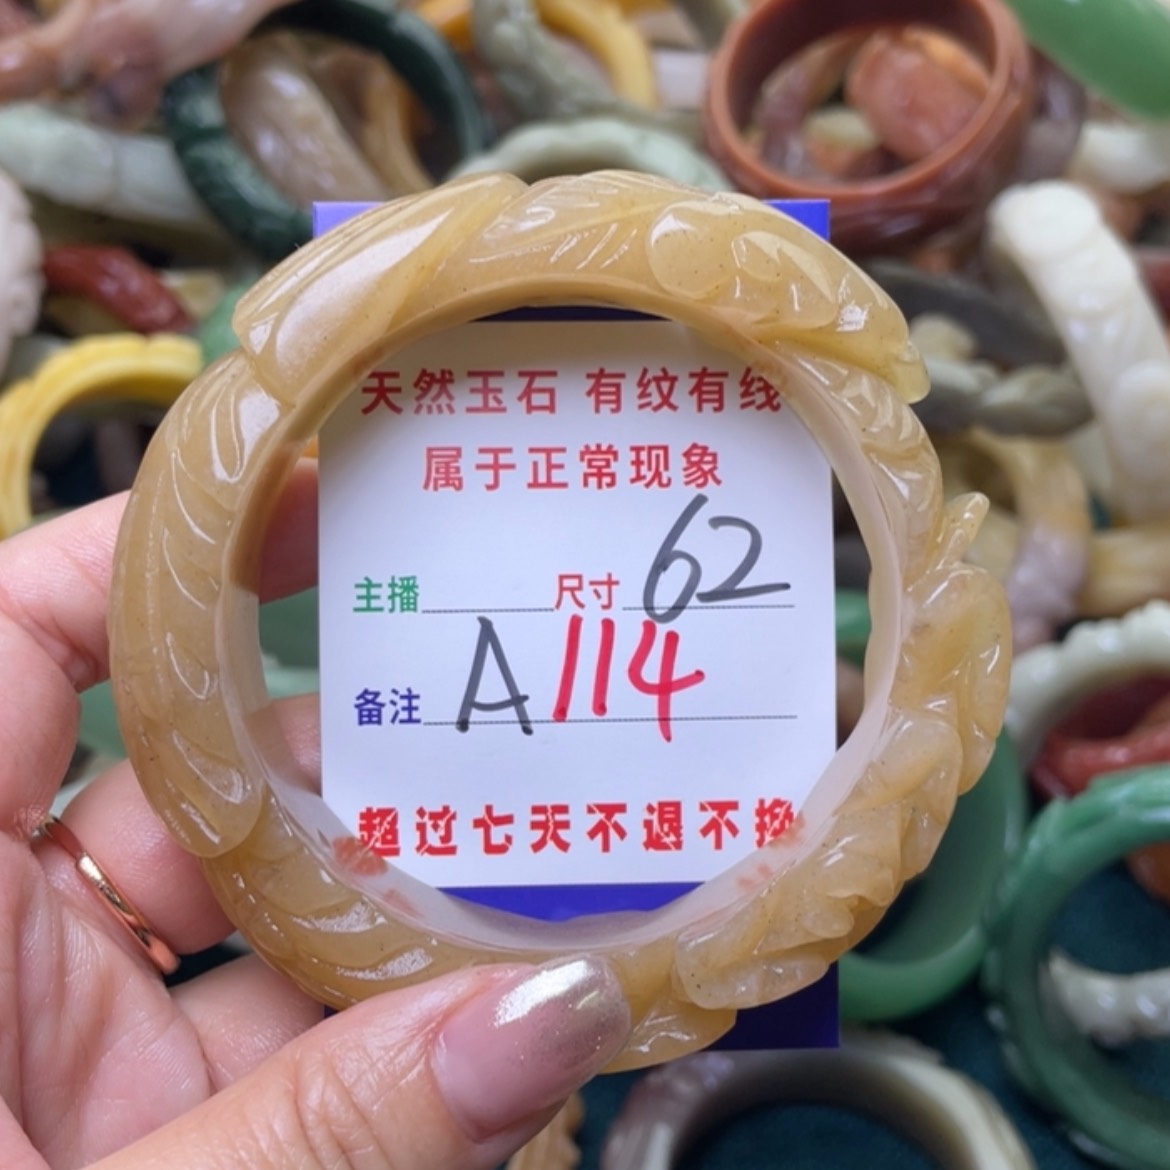 天然玉石 有纹有线
属于正常现象
主播 尺寸 62
备注 A114
超过七天不退不换